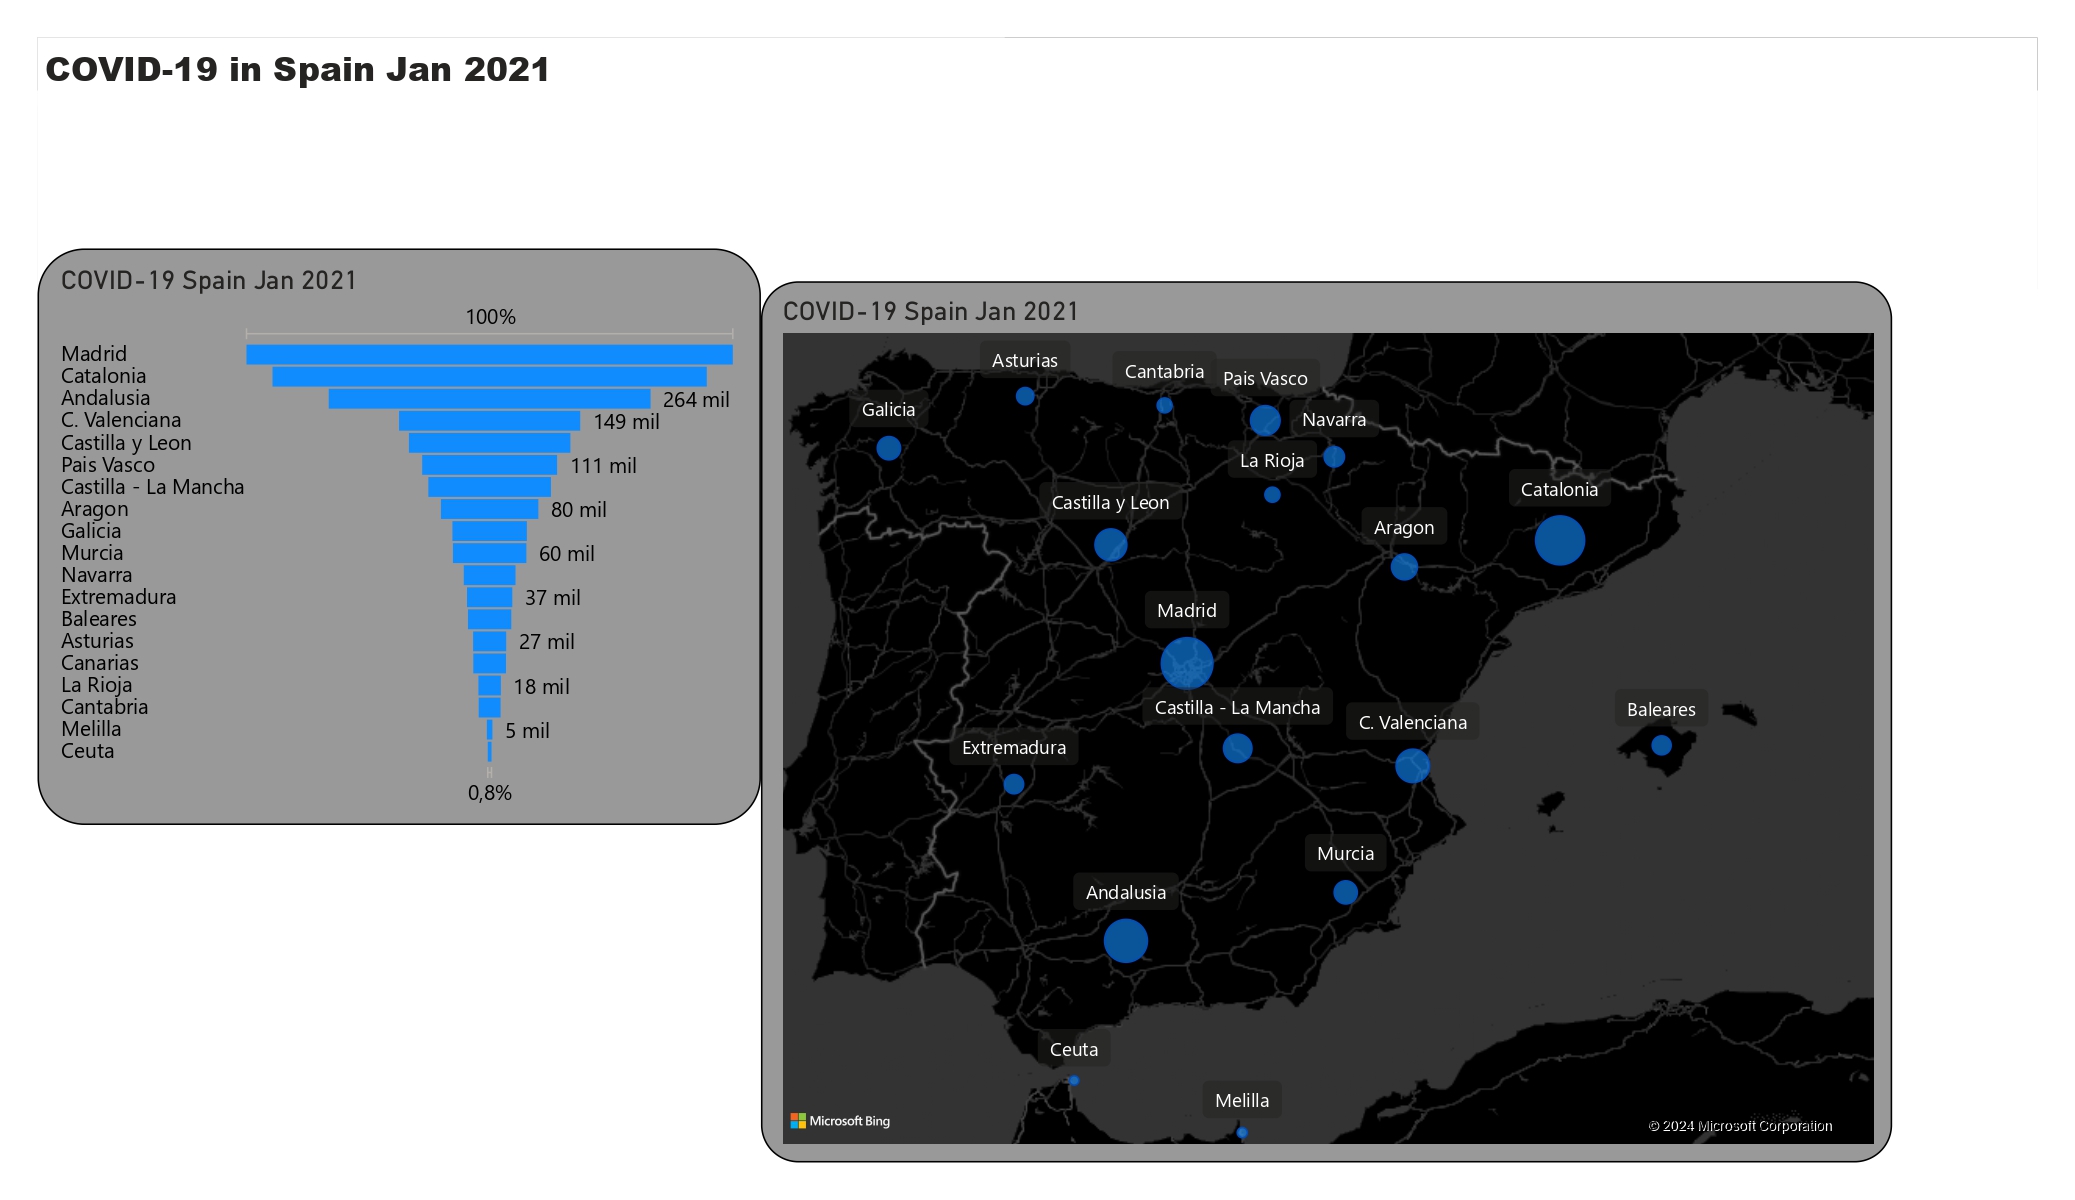 COVID-19 in Spain Jan 2021
COVID-19 Spain Jan 2021
100%
Madrid
Catalonia
Andalusia 264 mil
C. Valenciana 149 mil
Castilla y Leon
Pais Vasco 111 mil
Castilla - La Mancha
Aragon 80 mil
Galicia
Murcia 60 mil
Navarra
Extremadura 37 mil
Baleares
Asturias 27 mil
Canarias
La Rioja 18 mil
Cantabria
Melilla 5 mil
Ceuta
0,8%
COVID-19 Spain Jan 2021
Asturias
Cantabria
Pais Vasco
Galicia
Navarra
La Rioja
Catalonia
Castilla y Leon
Aragon
Madrid
Castilla - La Mancha
Baleares
C. Valenciana
Extremadura
Murcia
Andalusia
Ceuta
Melilla
Microsoft Bing
© 2024 Microsoft Corporation